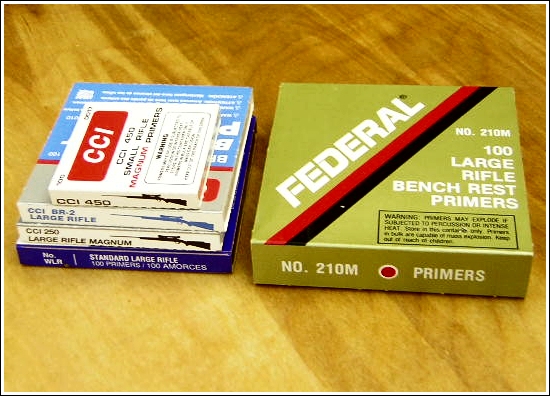 CCI
CCI 450
SMALL RIFLE
MAGNUM PRIMERS
WARNING:
CCI 450
CCI BR-2
LARGE RIFLE
CCI 250
LARGE RIFLE MAGNUM
No.
WLR
STANDARD LARGE RIFLE
100 PRIMERS / 100 AMORCES
FEDERAL®
NO. 210M
100
LARGE
RIFLE
BENCH REST
PRIMERS
WARNING: PRIMERS MAY EXPLODE IF
SUBJECTED TO PERCUSSION OR INTENSE
HEAT. Store in this container only. Primers
in bulk are capable of mass explosion. Keep
out of reach of children.
NO. 210M
PRIMERS